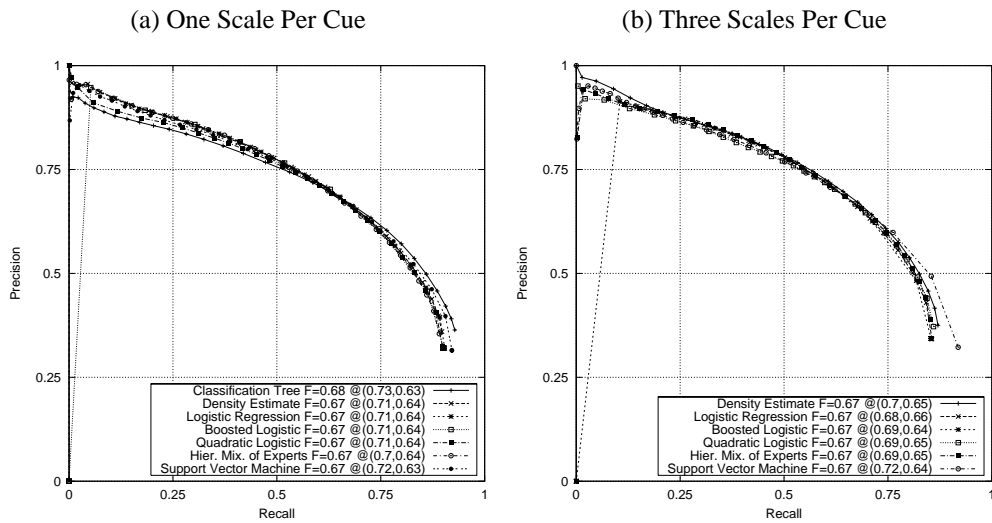 (a) One Scale Per Cue
1
0.75
Precision
0.5
0.25
0
0
0.25
0.5
0.75
1
Recall
Classification Tree F=0.68 @(0.73,0.63)
Density Estimate F=0.67 @(0.71,0.64)
Logistic Regression F=0.67 @(0.71,0.64)
Boosted Logistic F=0.67 @(0.71,0.64)
Quadratic Logistic F=0.67 @(0.71,0.64)
Hier. Mix. of Experts F=0.67 @(0.7,0.64)
Support Vector Machine F=0.67 @(0.72,0.63)
(b) Three Scales Per Cue
1
0.75
Precision
0.5
0.25
0
0
0.25
0.5
0.75
1
Recall
Density Estimate F=0.67 @(0.7,0.65)
Logistic Regression F=0.67 @(0.68,0.66)
Boosted Logistic F=0.67 @(0.69,0.64)
Quadratic Logistic F=0.67 @(0.69,0.65)
Hier. Mix. of Experts F=0.67 @(0.69,0.65)
Support Vector Machine F=0.67 @(0.72,0.64)